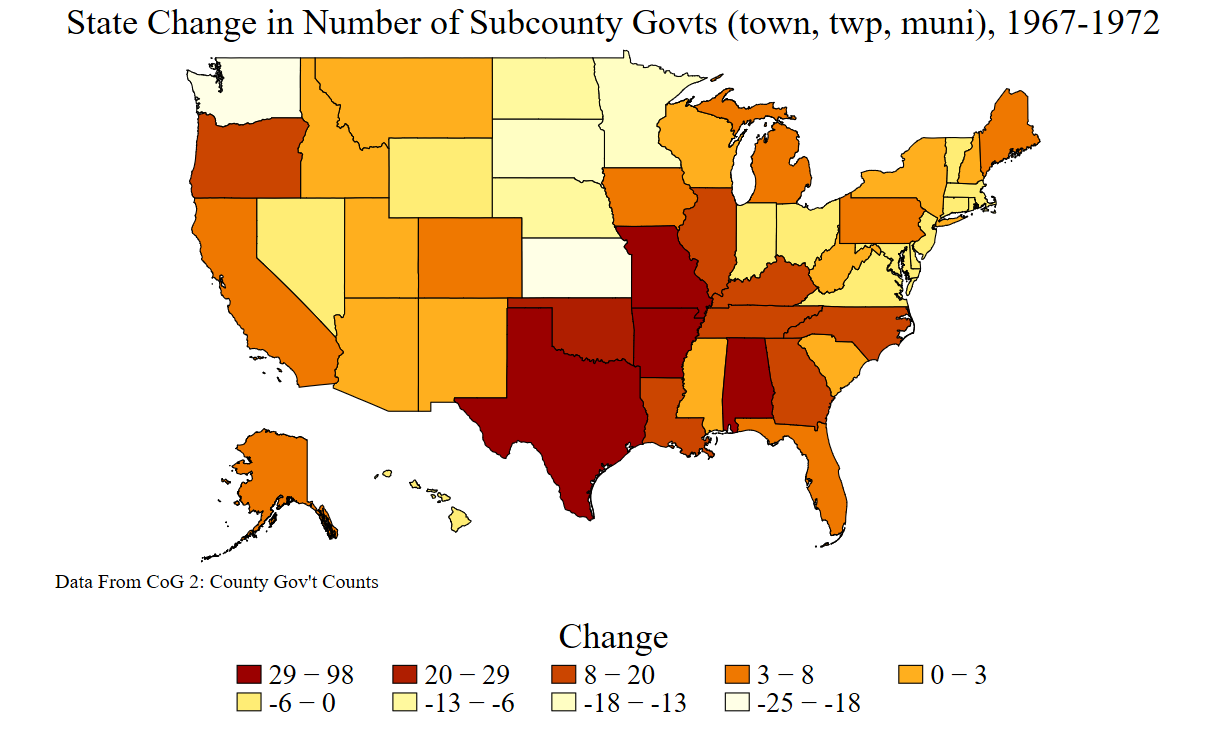 State Change in Number of Subcounty Govts (town, twp, muni), 1967-1972
Data From CoG 2: County Gov't Counts
Change
29 − 98 20 − 29 8 − 20 3 − 8 0 − 3
-6 − 0 -13 − -6 -18 − -13 -25 − -18